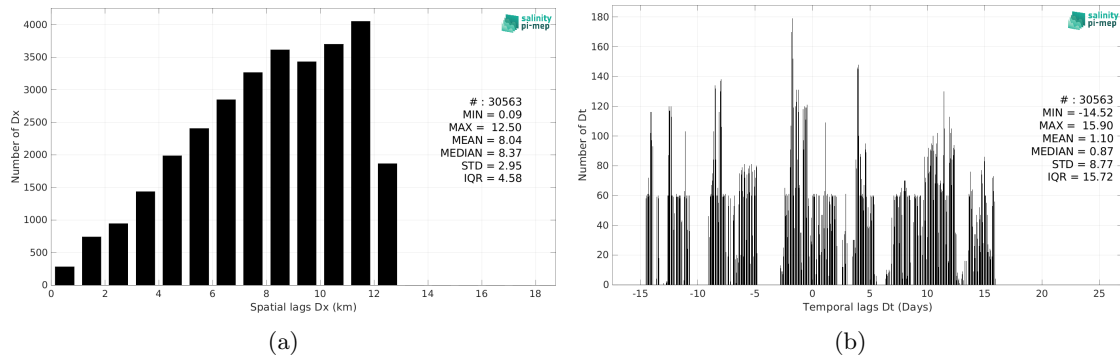 4000
3500
3000
2500
2000
1500
1000
500
0
Number of Dx
0 2 4 6 8 10 12 14 16 18
Spatial lags Dx (km)
salinity
pi-mep
# : 30563
MIN = 0.09
MAX = 12.50
MEAN = 8.04
MEDIAN = 8.37
STD = 2.95
IQR = 4.58
(a)
180
160
140
120
100
80
60
40
20
0
Number of Dt
-15 -10 -5 0 5 10 15 20 25
Temporal lags Dt (Days)
salinity
pi-mep
# : 30563
MIN = -14.52
MAX = 15.90
MEAN = 1.10
MEDIAN = 0.87
STD = 8.77
IQR = 15.72
(b)